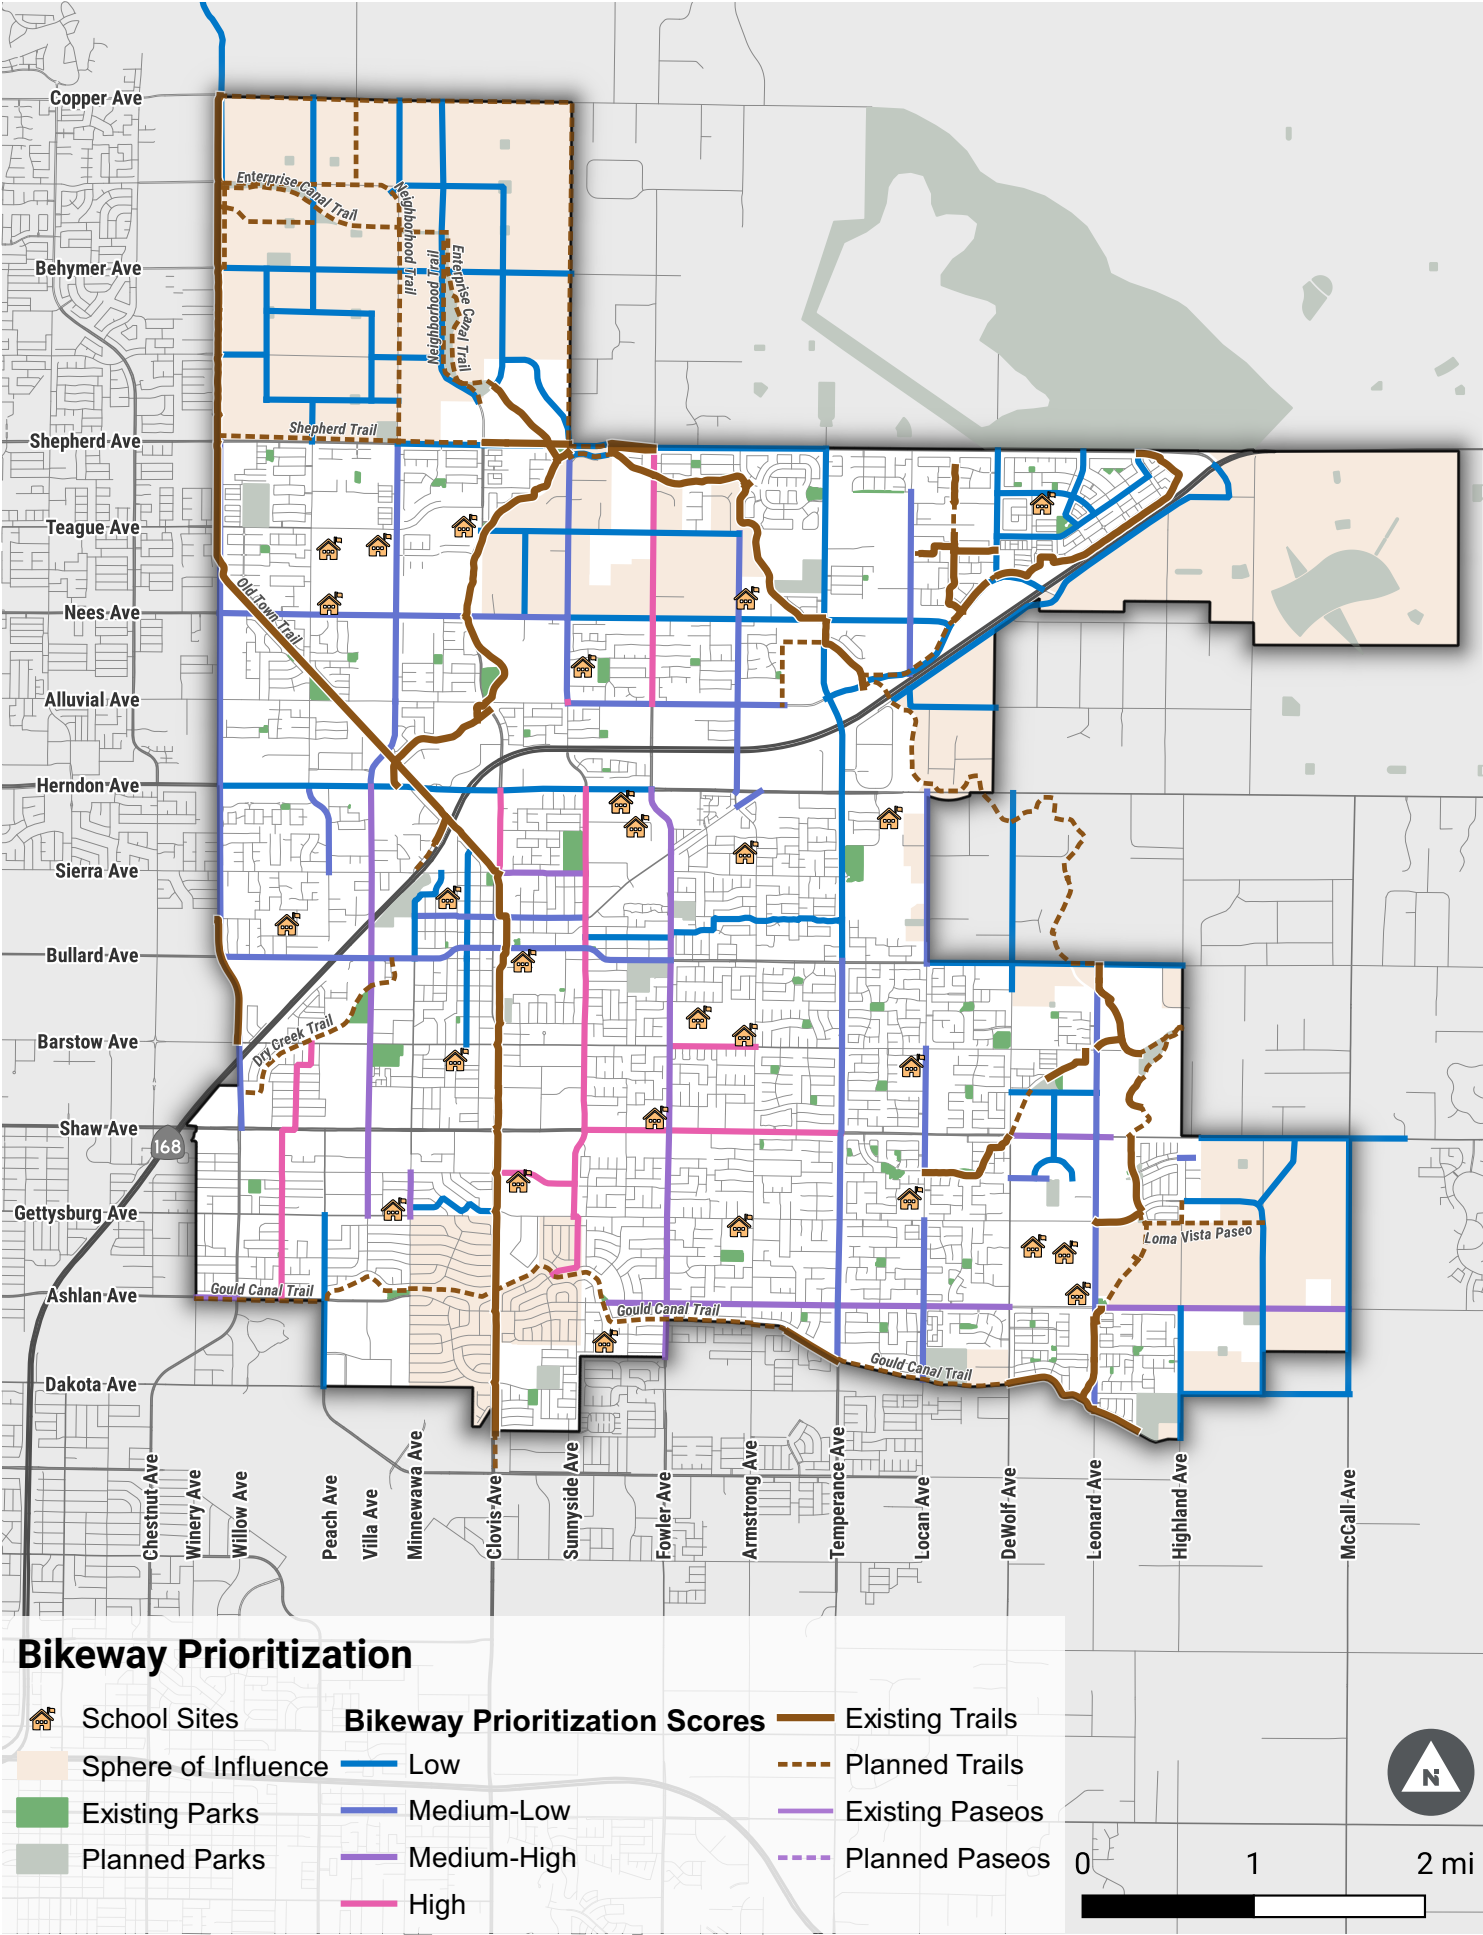 Copper Ave
Enterprise Canal Trail
Neighborhood Trail
Neighborhood Trail
Enterprise Canal Trail
Behymer Ave
Shepherd Trail
Shepherd Ave
Teague Ave
Old Town Trail
Nees Ave
Alluvial Ave
Herndon Ave
Sierra Ave
Bullard Ave
Dry Creek Trail
Barstow Ave
Shaw Ave
168
Gettysburg Ave
Loma Vista Paseo
Gould Canal Trail
Ashlan Ave
Gould Canal Trail
Gould Canal Trail
Dakota Ave
Chestnut Ave
Winery Ave
Willow Ave
Peach Ave
Villa Ave
Minnewawa Ave
Clovis Ave
Sunnyside Ave
Fowler Ave
Armstrong Ave
Temperance Ave
Locan Ave
DeWolf Ave
Leonard Ave
Highland Ave
McCall Ave
Bikeway Prioritization
School Sites
Sphere of Influence
Existing Parks
Planned Parks
Bikeway Prioritization Scores
Low
Medium-Low
Medium-High
High
Existing Trails
Planned Trails
Existing Paseos
Planned Paseos
N
0 1 2 mi